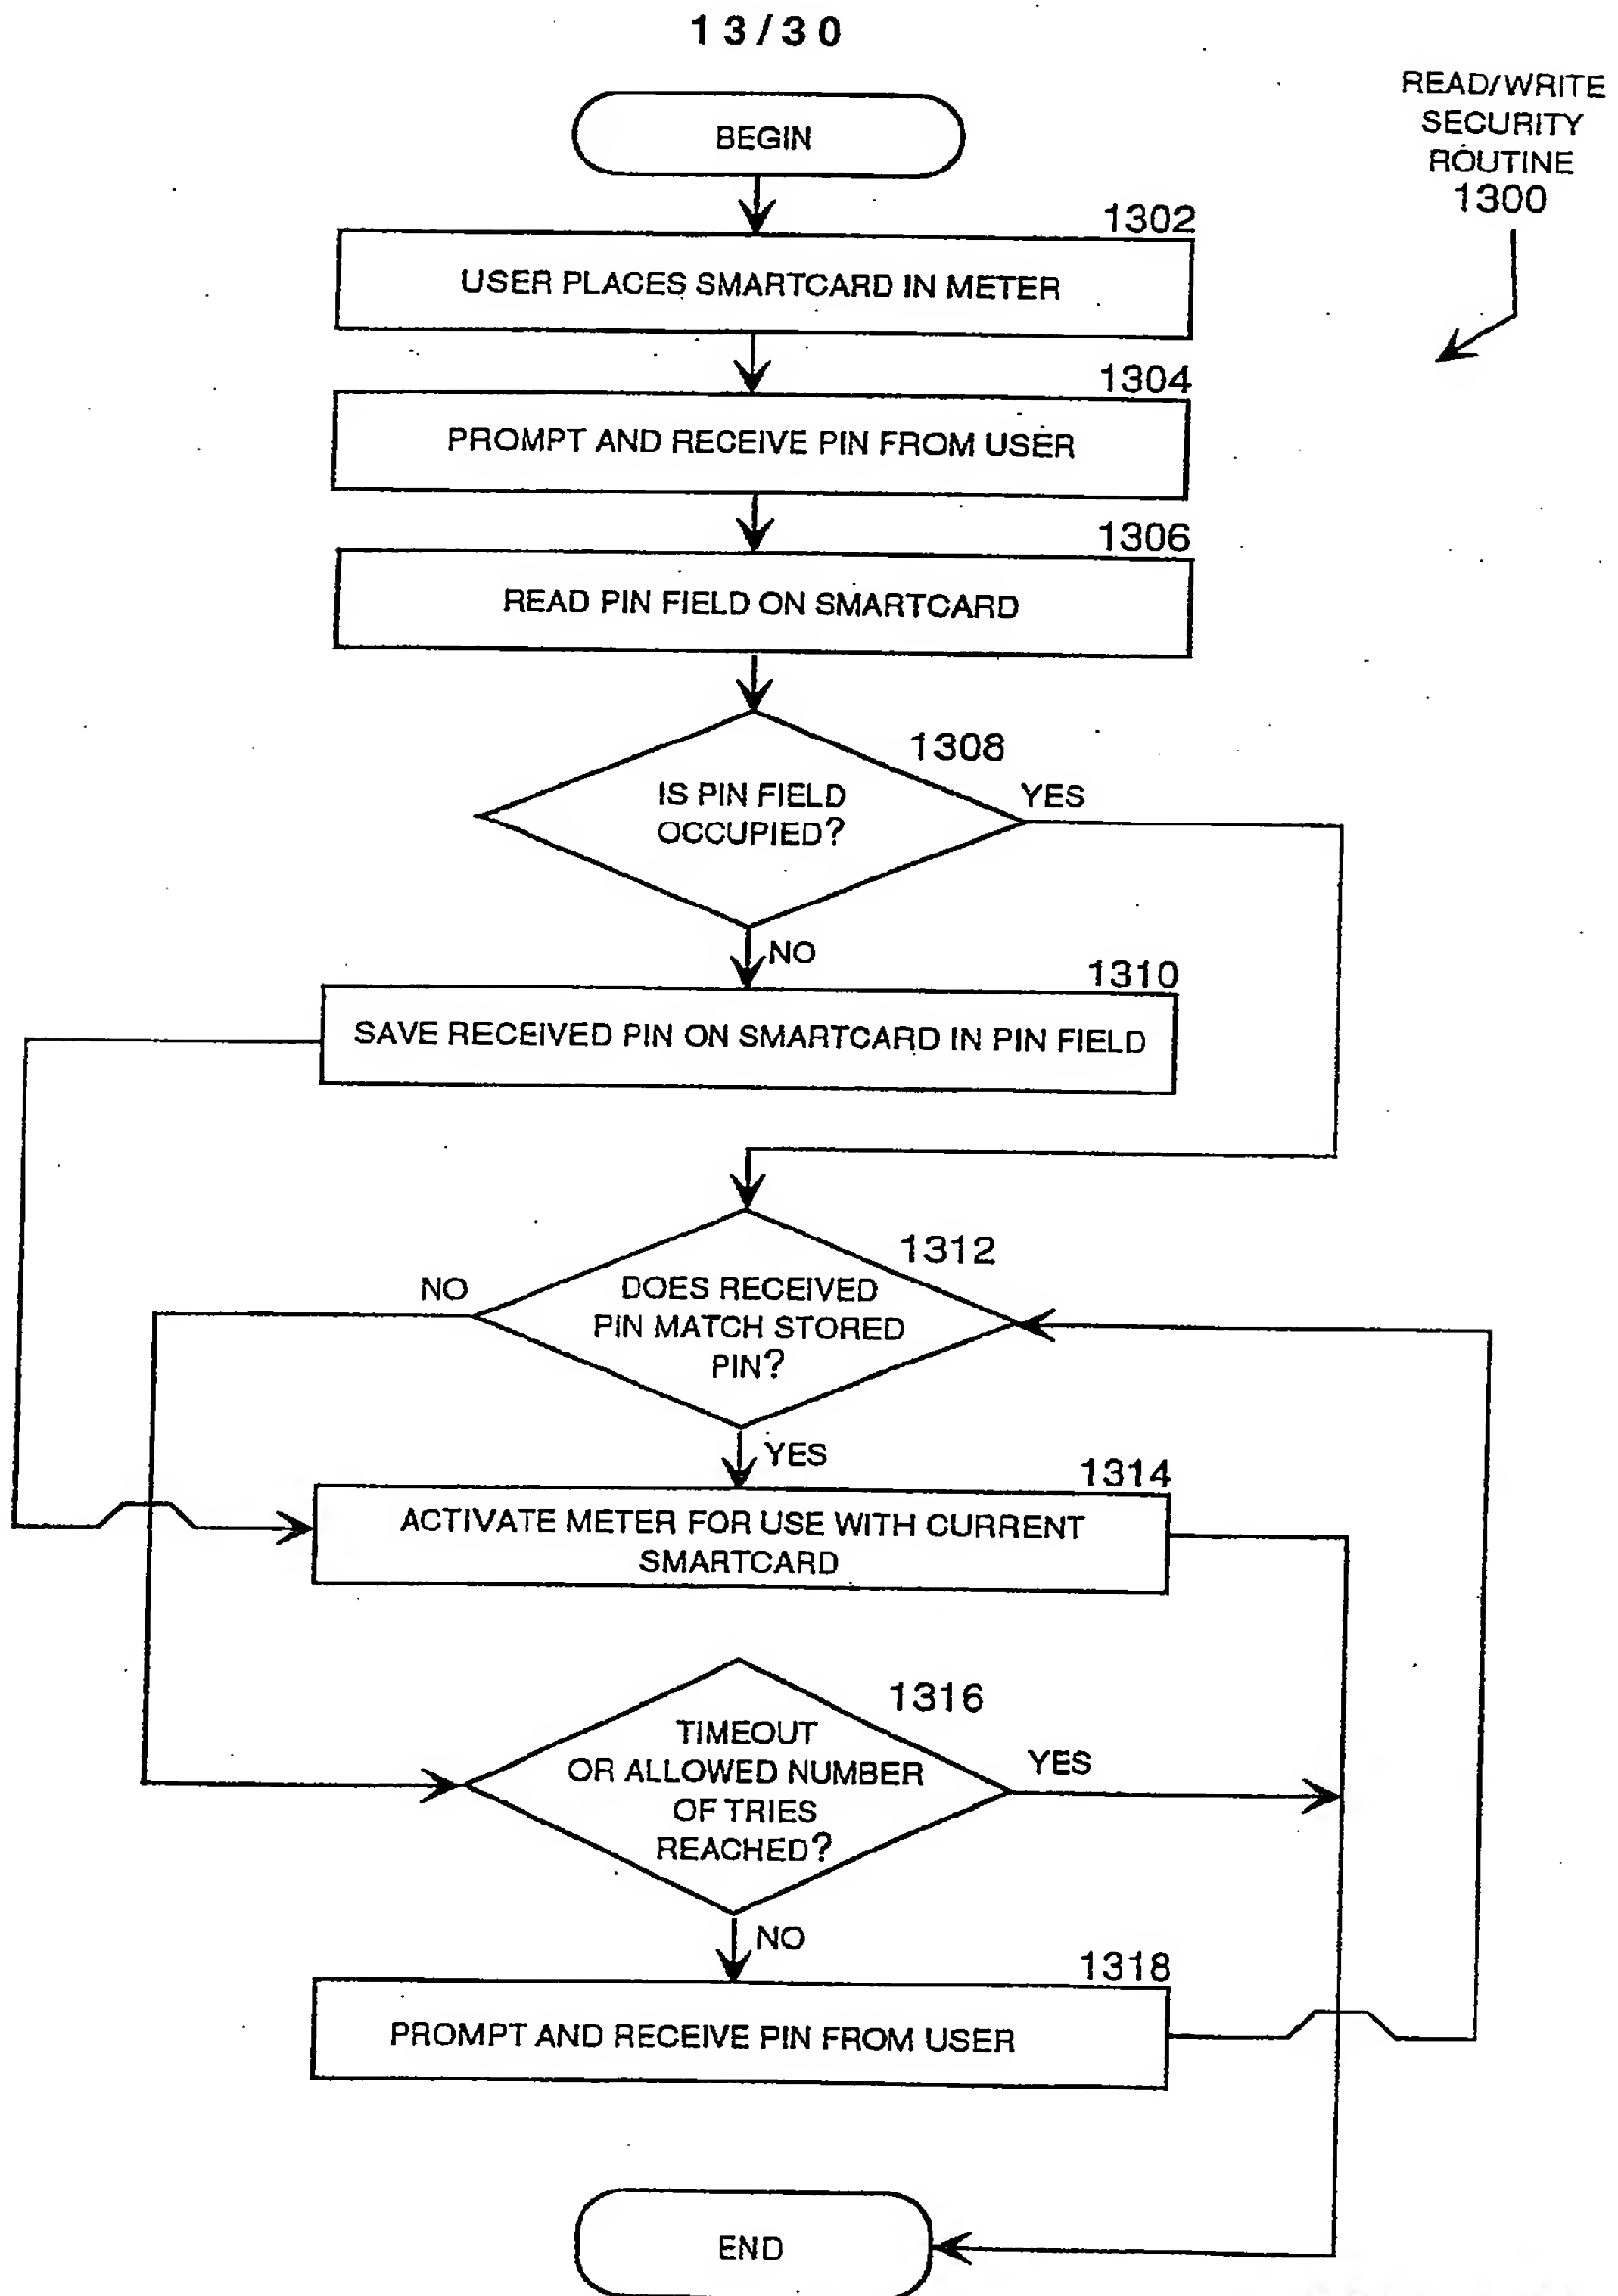 13/30
READ/WRITE
SECURITY
ROUTINE
1300
BEGIN
1302
USER PLACES SMARTCARD IN METER
1304
PROMPT AND RECEIVE PIN FROM USER
1306
READ PIN FIELD ON SMARTCARD
1308
IS PIN FIELD
OCCUPIED?
YES
NO
1310
SAVE RECEIVED PIN ON SMARTCARD IN PIN FIELD
1312
NO
DOES RECEIVED
PIN MATCH STORED
PIN?
YES
1314
ACTIVATE METER FOR USE WITH CURRENT
SMARTCARD
1316
TIMEOUT
OR ALLOWED NUMBER
OF TRIES
REACHED?
YES
NO
1318
PROMPT AND RECEIVE PIN FROM USER
END